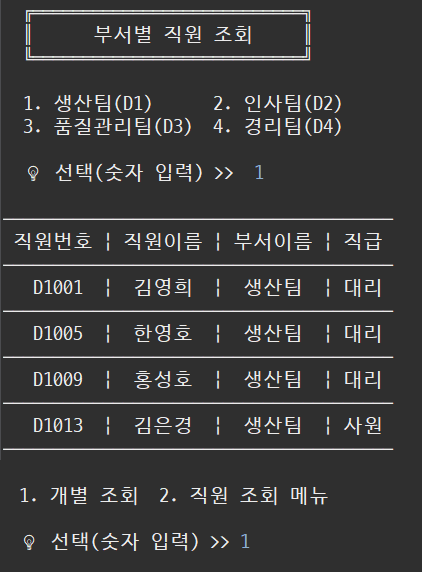 부서별 직원 조회
1. 생산팀(D1) 2. 인사팀(D2)
3. 품질관리팀(D3) 4. 경리팀(D4)
선택(숫자 입력) >> 1
직원번호 ¦ 직원이름 ¦ 부서이름 ¦ 직급
D1001 ¦ 김영희 ¦ 생산팀 ¦ 대리
D1005 ¦ 한영호 ¦ 생산팀 ¦ 대리
D1009 ¦ 홍성호 ¦ 생산팀 ¦ 대리
D1013 ¦ 김은경 ¦ 생산팀 ¦ 사원
1. 개별 조회 2. 직원 조회 메뉴
선택(숫자 입력) >> 1